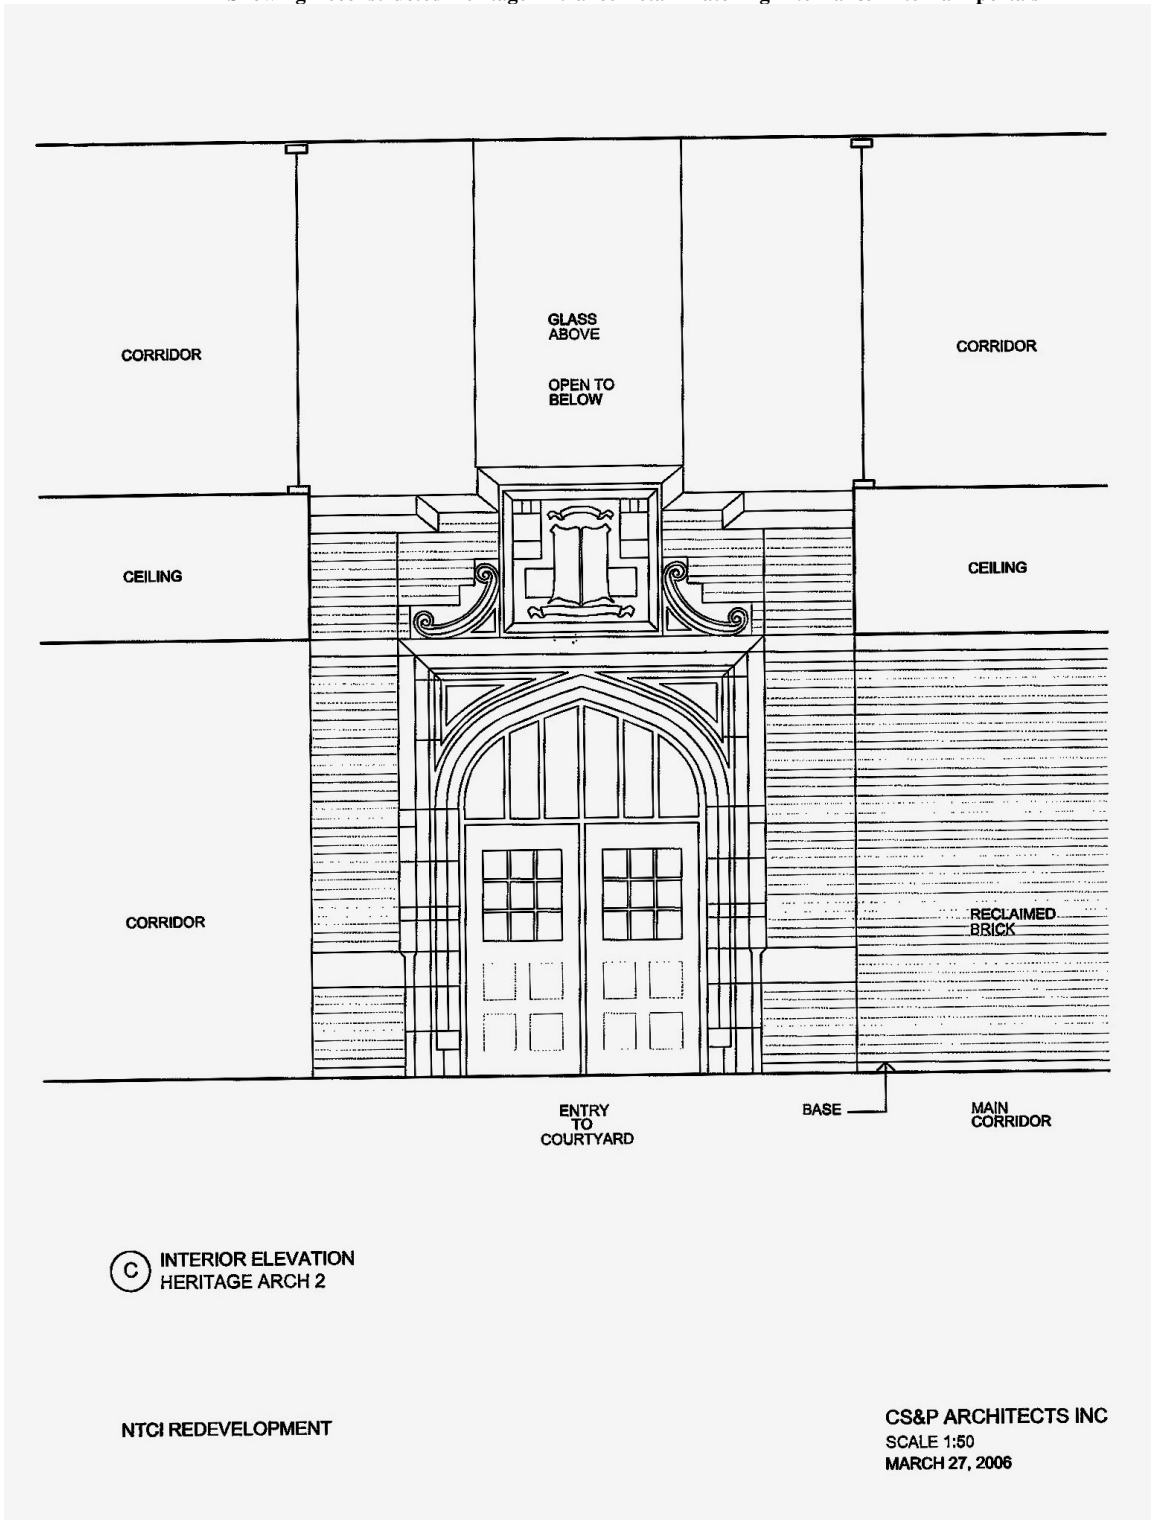 CORRIDOR
GLASS
ABOVE
OPEN TO
BELOW
CORRIDOR
CEILING
CEILING
CORRIDOR
RECLAIMED
BRICK
ENTRY
TO
COURTYARD
BASE
MAIN
CORRIDOR
C
INTERIOR ELEVATION
HERITAGE ARCH 2
NTCI REDEVELOPMENT
CS&P ARCHITECTS INC
SCALE 1:50
MARCH 27, 2006